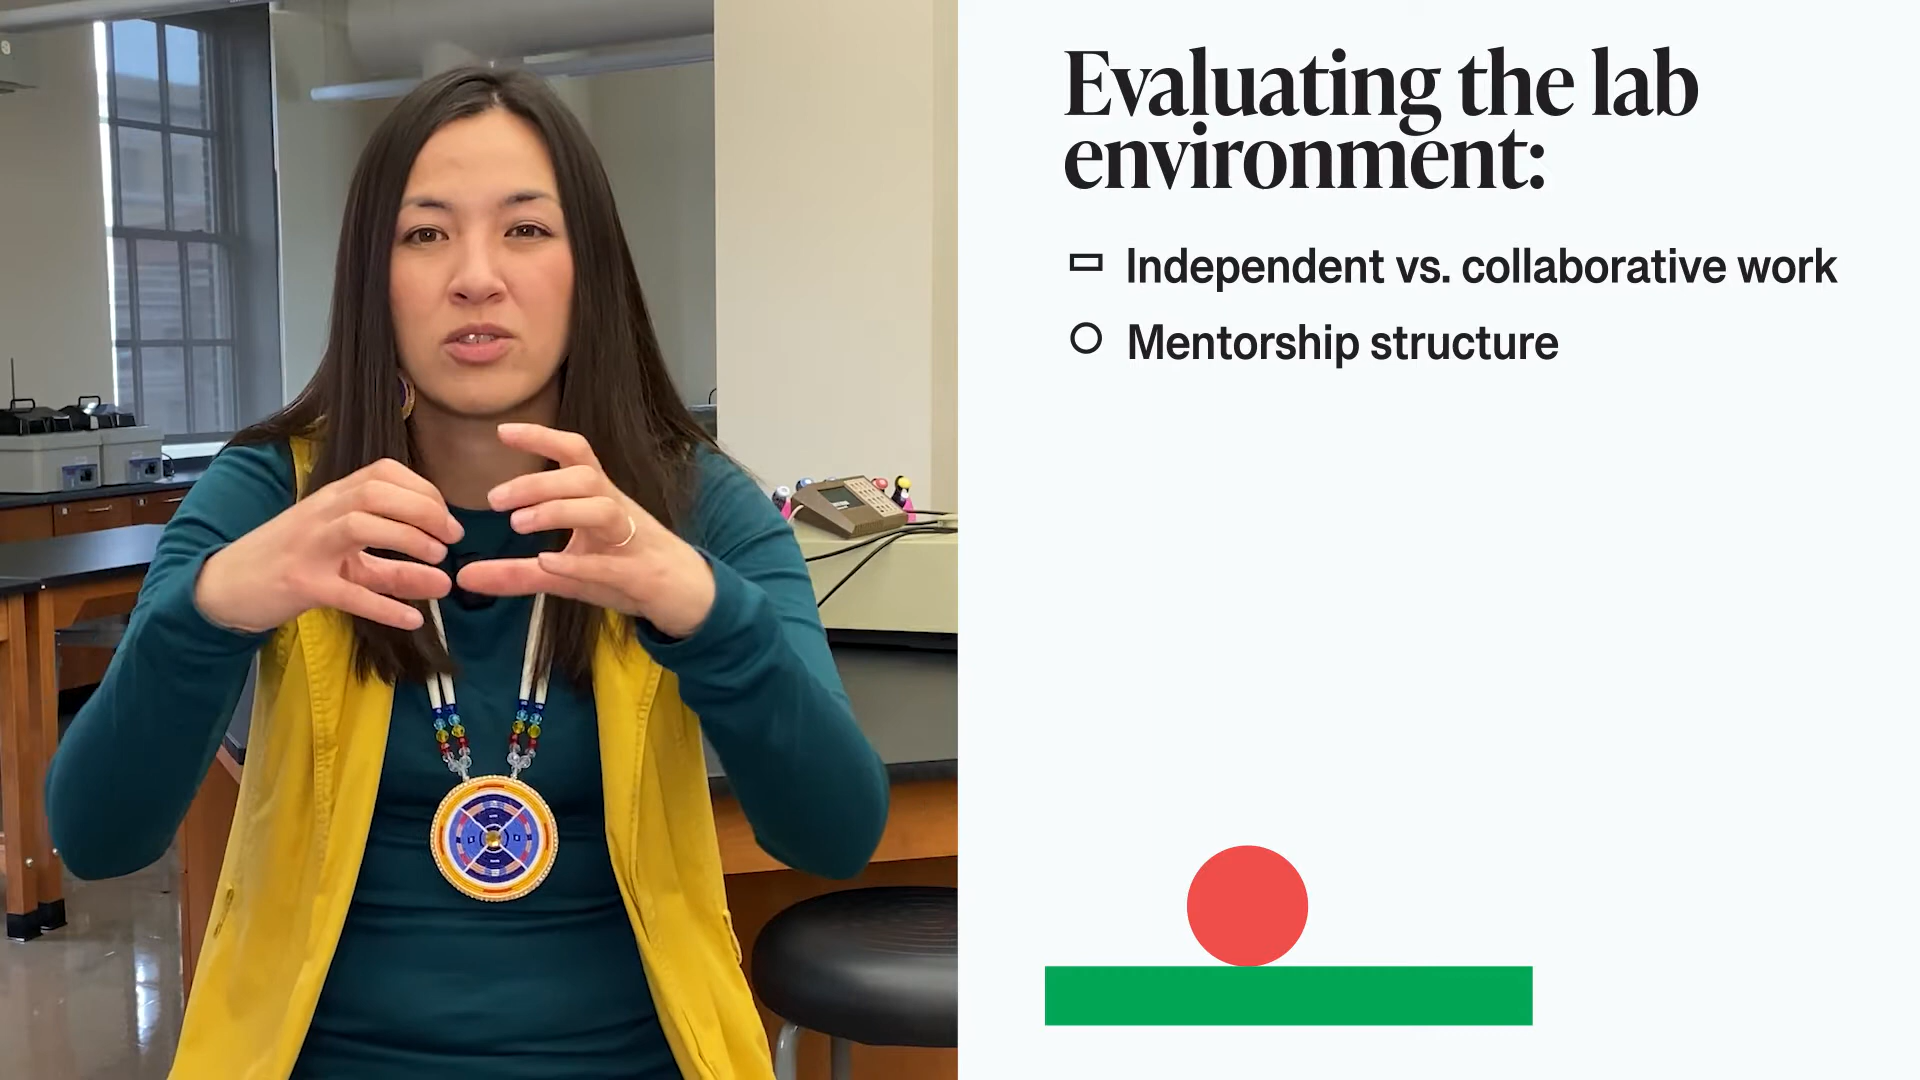 Evaluating the lab
environment:
Independent vs. collaborative work
Mentorship structure